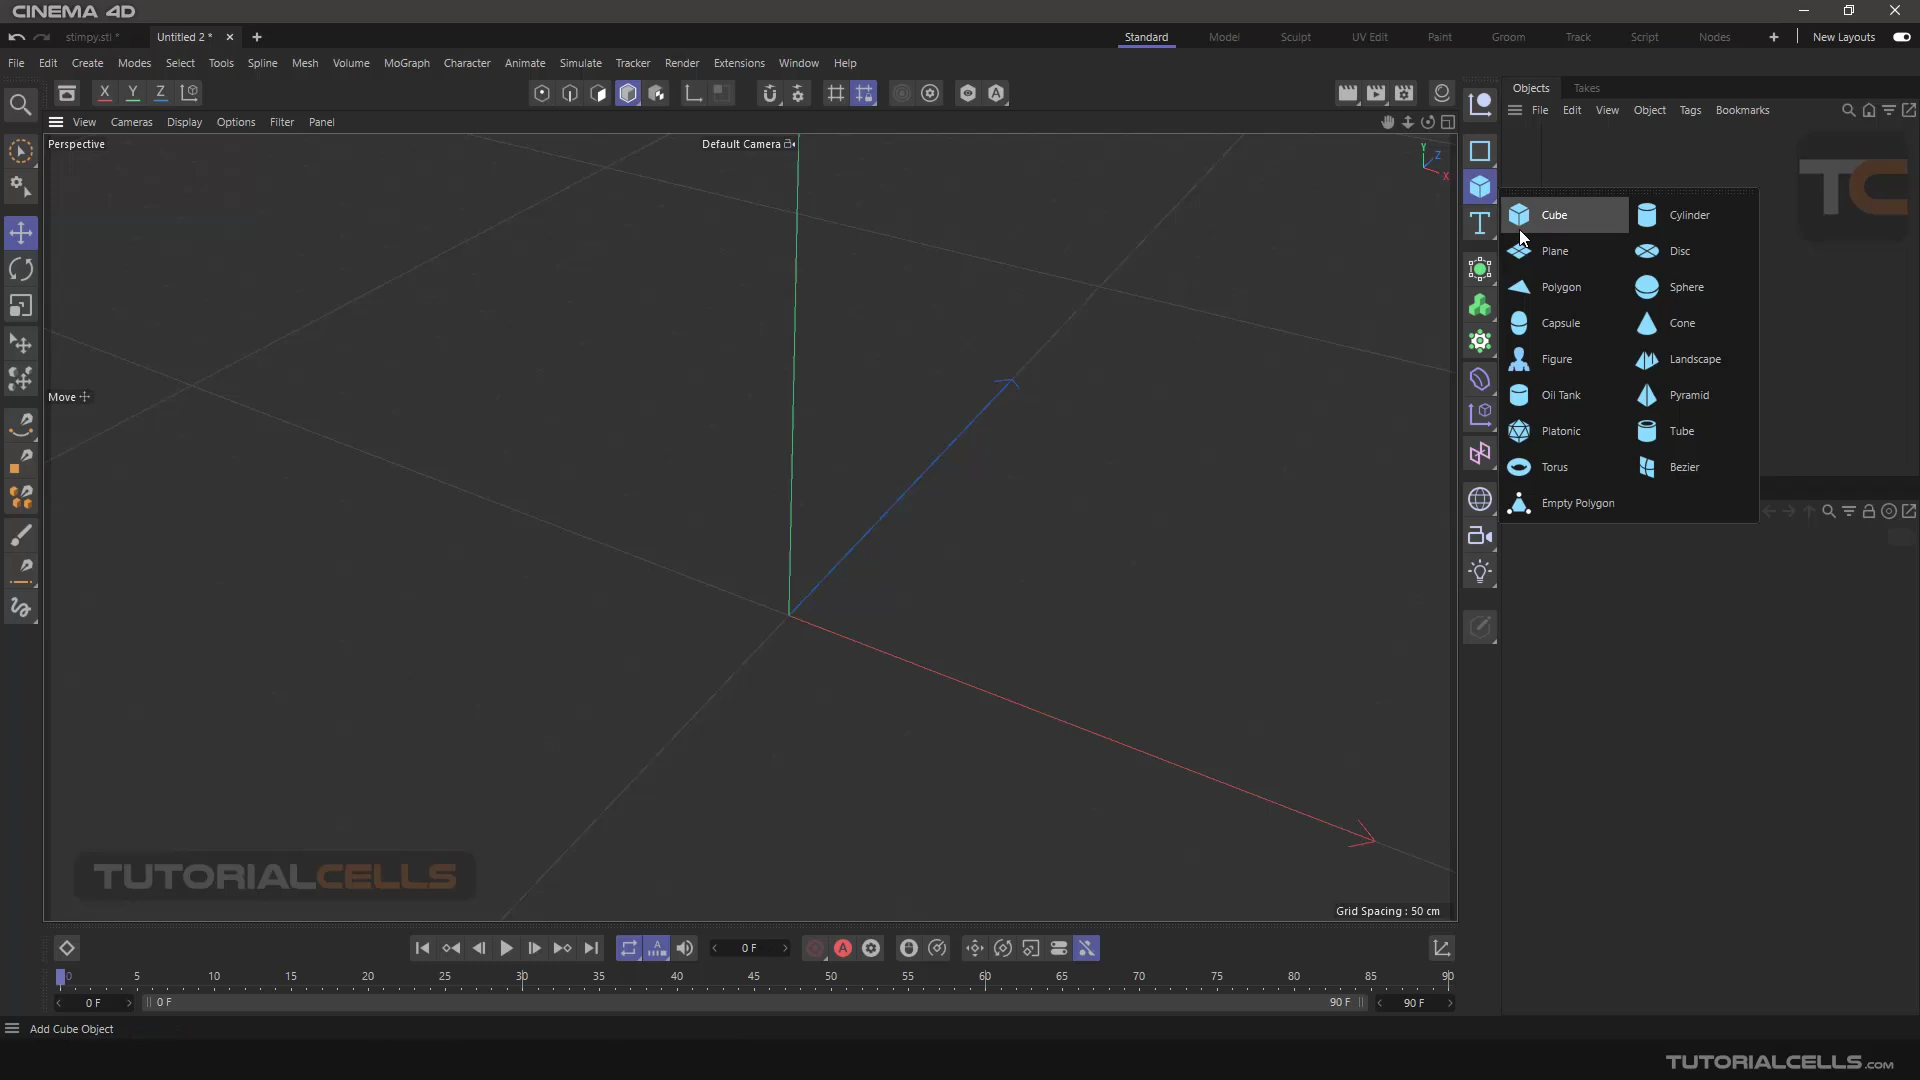 CINEMA 4D
stimpy.stl *
Untitled 2 *
Standard
Model
Sculpt
UV Edit
Paint
Groom
Track
Script
Nodes
New Layouts
File Edit Create Modes Select Tools Spline Mesh Volume MoGraph Character Animate Simulate Tracker Render Extensions Window Help
X Y Z
Objects Takes
View Cameras Display Options Filter Panel
File Edit View Object Tags Bookmarks
Perspective
Default Camera
Y
Z
X
TC
Cube
Cylinder
Plane
Disc
Polygon
Sphere
Capsule
Cone
Figure
Landscape
Oil Tank
Pyramid
Platonic
Tube
Torus
Bezier
Empty Polygon
Move
TUTORIALCELLS
Grid Spacing : 50 cm
0 F
0 5 10 15 20 25 30 35 40 45 50 55 60 65 70 75 80 85 90
0 F
0 F
90 F
90 F
Add Cube Object
TUTORIALCELLS.COM